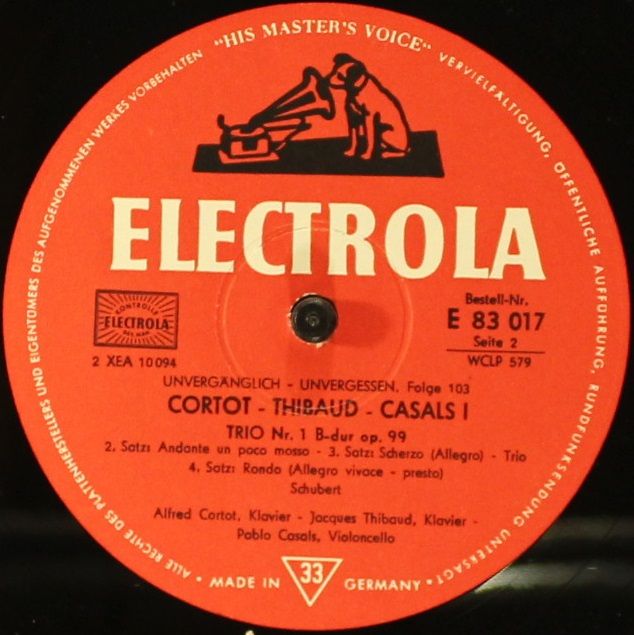 "HIS MASTER'S VOICE"
VERVIELFÄLTIGUNG, ÖFFENTLICHE AUFFÜHRUNG, RUNDFUNKSENDUNG UNTERSAGT •
• ALLE RECHTE DES PLATTENHERSTELLERS UND EIGENTÜMERS DES AUFGENOMMENEN WERKES VORBEHALTEN
ELECTROLA
CONTROLLE
ELECTROLA
Bestell-Nr.
E 83 017
Seite 2
WCLP 579
2 XEA 10094
UNVERGÄNGLICH - UNVERGESSEN, Folge 103
CORTOT - THIBAUD - CASALS I
TRIO Nr. 1 B-dur op. 99
2. Satz: Andante un poco mosso - 3. Satz: Scherzo (Allegro) - Trio
4. Satz: Rondo (Allegro vivace - presto)
Schubert
Alfred Cortot, Klavier - Jacques Thibaud, Klavier -
Pablo Casals, Violoncello
33
MADE IN GERMANY